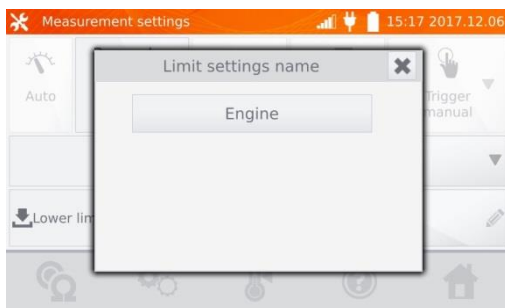 Measurement settings
15:17 2017.12.06
Limit settings name
Auto
Trigger
manual
Engine
Lower lim